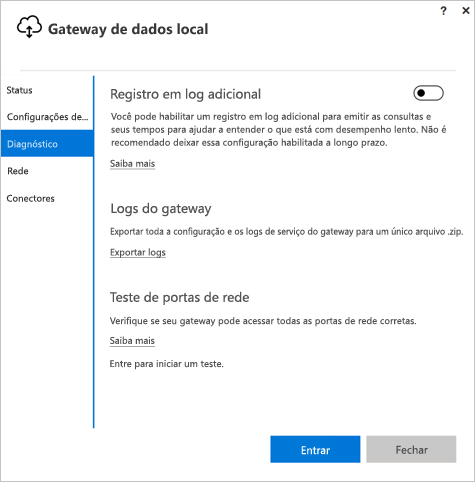 ?
Gateway de dados local
Status
Configurações de...
Diagnóstico
Rede
Conectores
Registro em log adicional
Você pode habilitar um registro em log adicional para emitir as consultas e
seus tempos para ajudar a entender o que está com desempenho lento. Não é
recomendado deixar essa configuração habilitada a longo prazo.
Saiba mais
Logs do gateway
Exportar toda a configuração e os logs de serviço do gateway para um único arquivo .zip.
Exportar logs
Teste de portas de rede
Verifique se seu gateway pode acessar todas as portas de rede corretas.
Saiba mais
Entre para iniciar um teste.
Entrar
Fechar